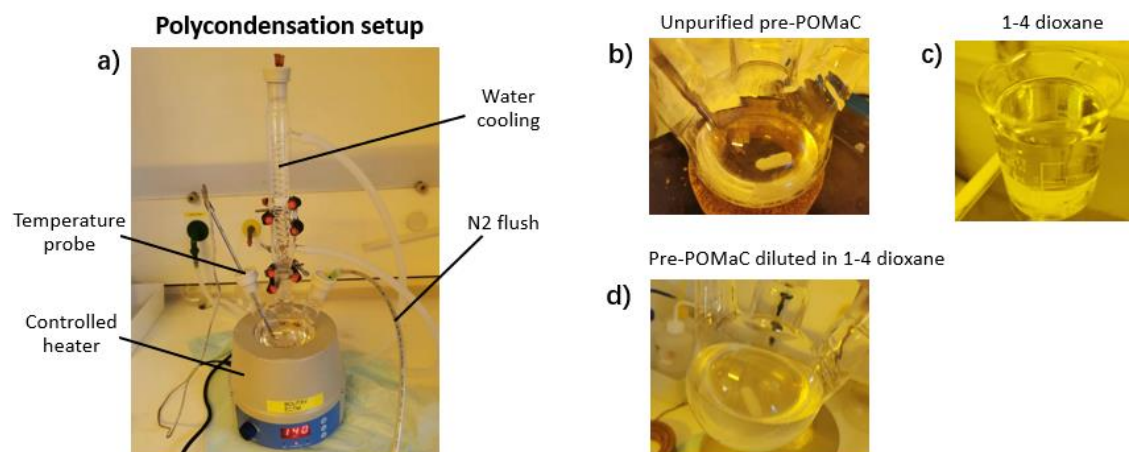 Polycondensation setup
a)
Water
cooling
Temperature
probe
N2 flush
Controlled
heater
140
b)
Unpurified pre-POMaC
c)
1-4 dioxane
Pre-POMaC diluted in 1-4 dioxane
d)